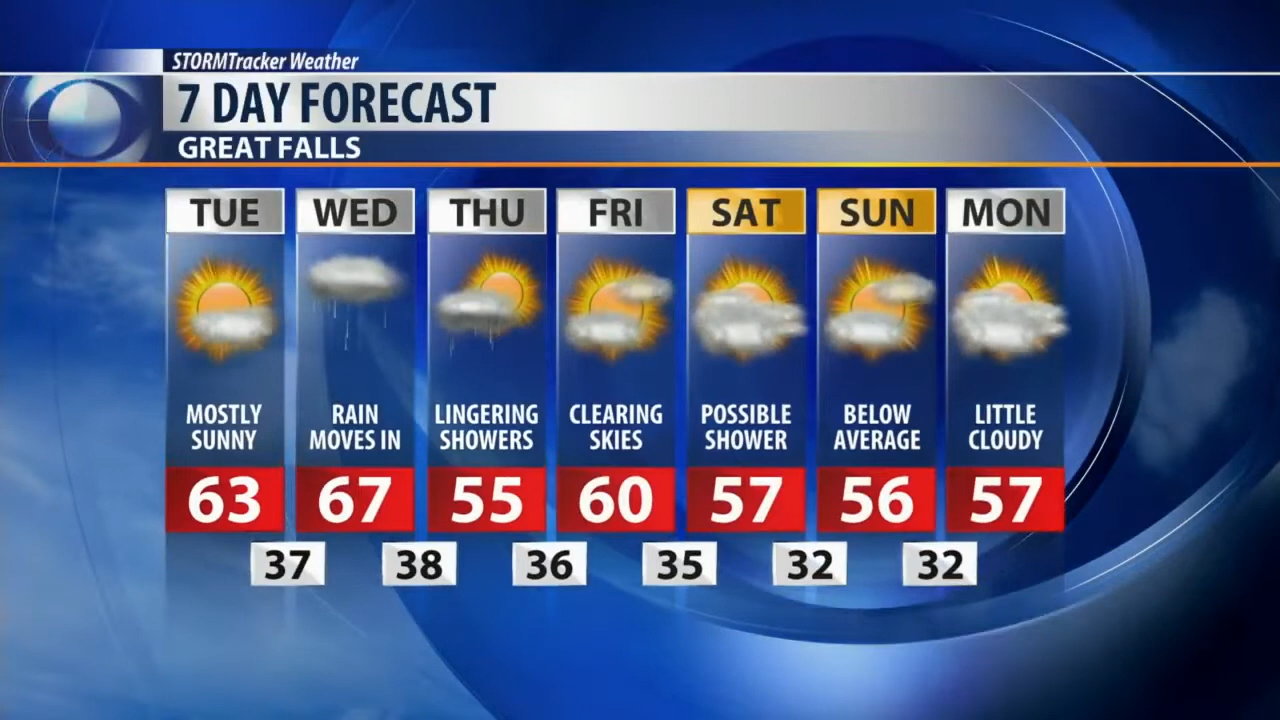 STORMTracker Weather
7 DAY FORECAST
GREAT FALLS
TUE WED THU FRI SAT SUN MON
MOSTLY RAIN LINGERING CLEARING POSSIBLE BELOW LITTLE
SUNNY MOVES IN SHOWERS SKIES SHOWER AVERAGE CLOUDY
63 67 55 60 57 56 57
37 38 36 35 32 32